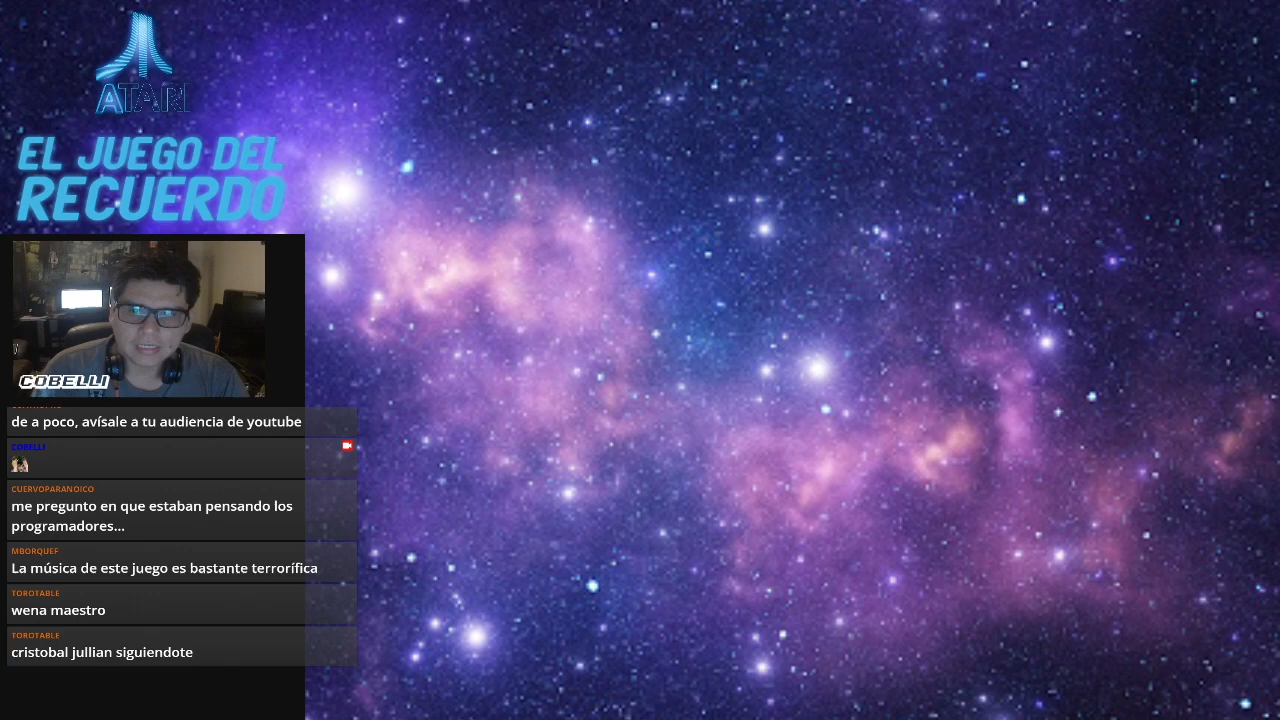 ATARI
EL JUEGO DEL
RECUERDO
COBELLI
de a poco, avísale a tu audiencia de youtube
COBELLI
CUERVOPARANOICO
me pregunto en que estaban pensando los
programadores...
MBORQUEF
La música de este juego es bastante terrorífica
TOROTABLE
wena maestro
TOROTABLE
cristobal jullian siguiendote